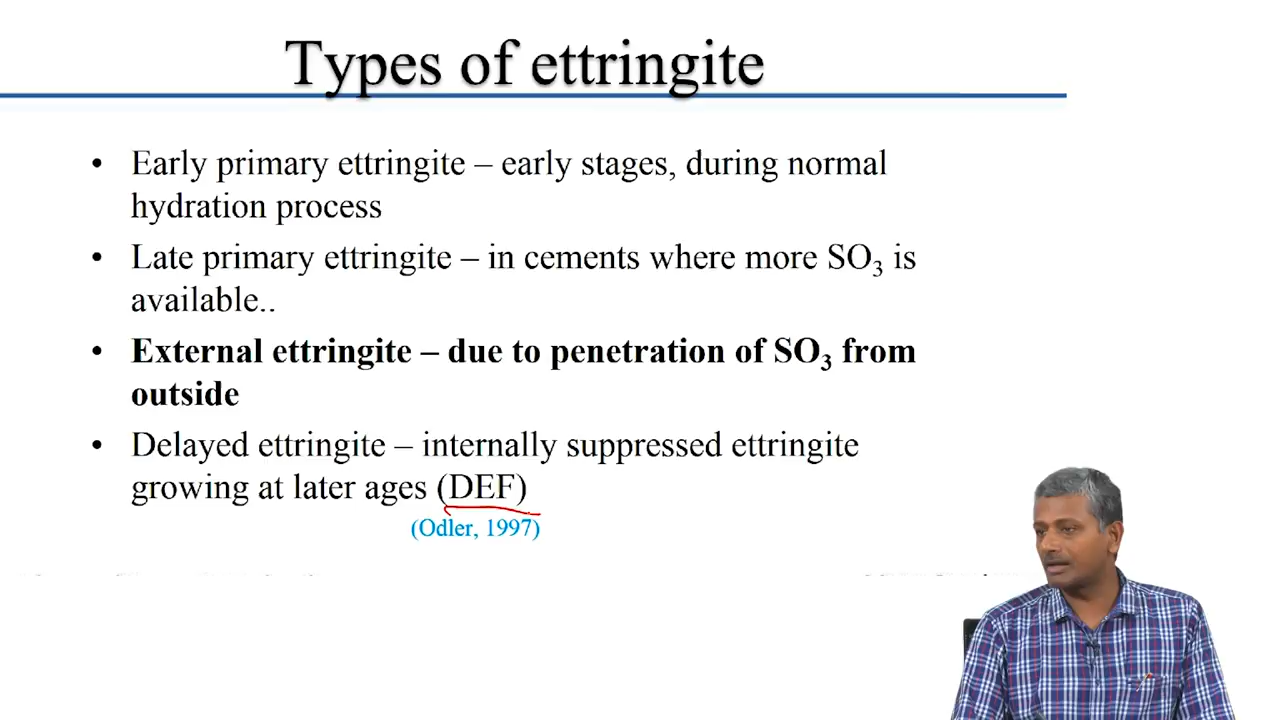 Types of ettringite
• Early primary ettringite – early stages, during normal
hydration process
• Late primary ettringite – in cements where more SO₃ is
available..
• External ettringite – due to penetration of SO₃ from
outside
• Delayed ettringite – internally suppressed ettringite
growing at later ages (DEF)
(Odler, 1997)